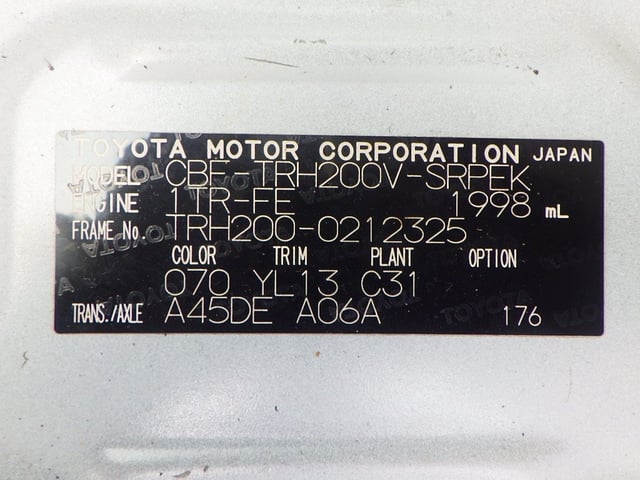 TOYOTA MOTOR CORPORATION JAPAN
MODEL CBF-TRH200V-SRPEK
ENGINE 1TR-FE 1998 mL
FRAME No. TRH200-0212325
COLOR TRIM PLANT OPTION
070 YL13 C31
TRANS./AXLE A45DE A06A 176